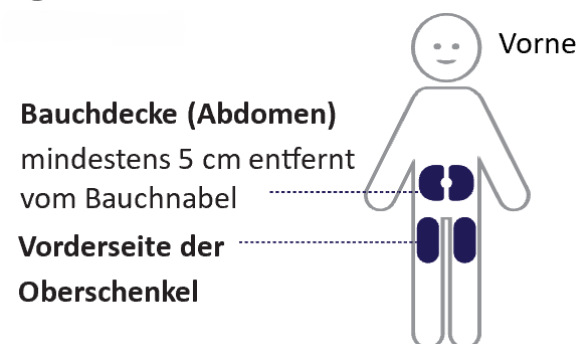 Vorne
Bauchdecke (Abdomen)
mindestens 5 cm entfernt
vom Bauchnabel
Vorderseite der
Oberschenkel